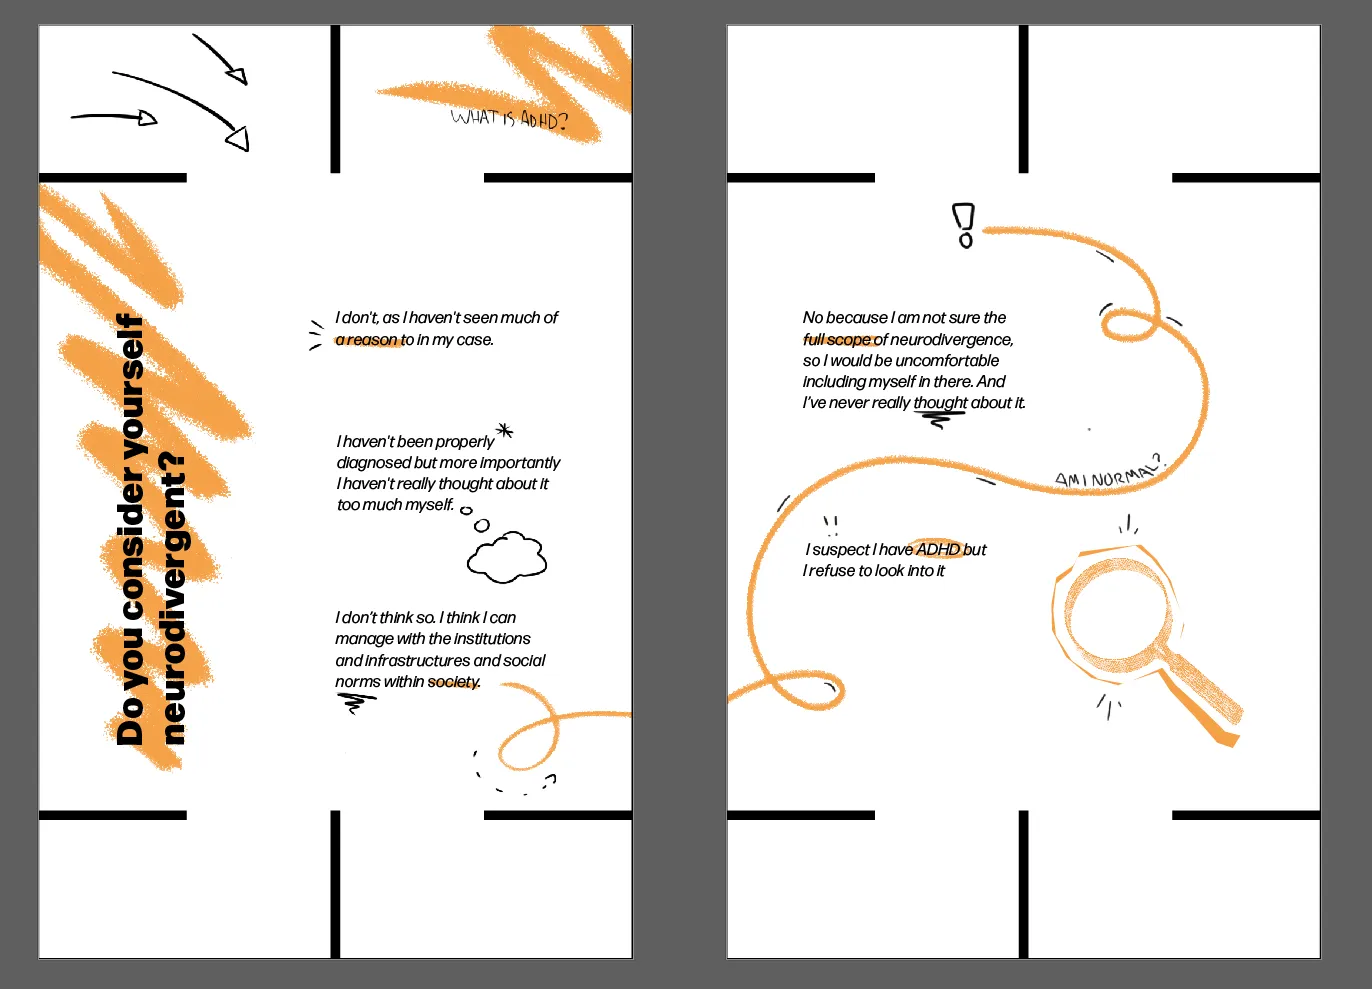 WHAT IS ADHD?
Do you consider yourself
neurodivergent?
I don't, as I haven't seen much of
a reason to in my case.
I haven't been properly
diagnosed but more importantly
I haven't really thought about it
too much myself.
I don't think so. I think I can
manage with the institutions
and infrastructures and social
norms within society.
!
No because I am not sure the
full scope of neurodivergence,
so I would be uncomfortable
including myself in there. And
I've never really thought about it.
AM I NORMAL?
I suspect I have ADHD but
I refuse to look into it